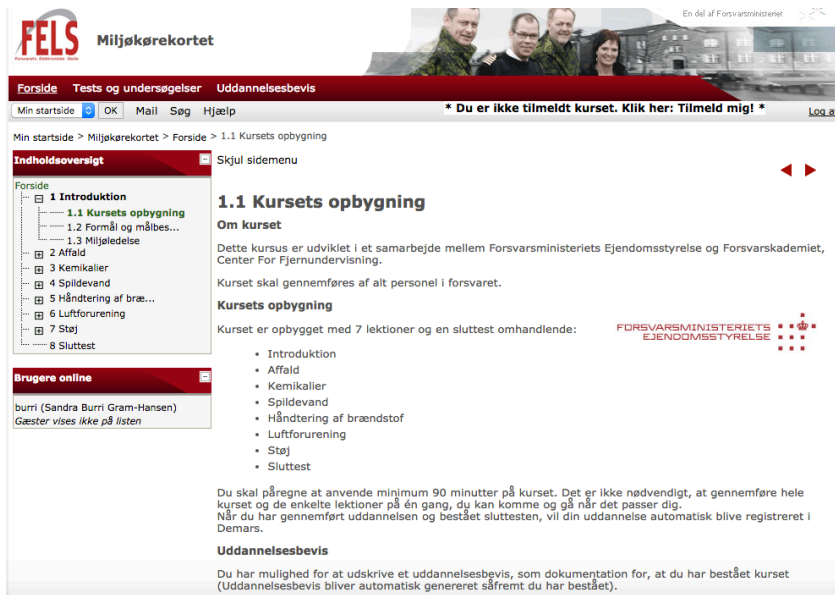 En del af Forsvarsministeriet
FELS
Forsvarets Elektroniske Skole
Miljøkørekortet
Forside Tests og undersøgelser Uddannelsesbevis
Min startside OK Mail Søg Hjælp
* Du er ikke tilmeldt kurset. Klik her: Tilmeld mig! *
Log a
Min startside > Miljøkørekortet > Forside > 1.1 Kursets opbygning
Indholdsoversigt
Forside
1 Introduktion
1.1 Kursets opbygning
1.2 Formål og målbes...
1.3 Miljøledelse
2 Affald
3 Kemikalier
4 Spildevand
5 Håndtering af bræ...
6 Luftforurening
7 Støj
8 Sluttest
Brugere online
burri (Sandra Burri Gram-Hansen)
Gæster vises ikke på listen
Skjul sidemenu
1.1 Kursets opbygning
Om kurset
Dette kursus er udviklet i et samarbejde mellem Forsvarsministeriets Ejendomsstyrelse og Forsvarskademiet,
Center For Fjernundervisning.
Kurset skal gennemføres af alt personel i forsvaret.
Kursets opbygning
Kurset er opbygget med 7 lektioner og en sluttest omhandlende:
FORSVARSMINISTERIETS
EJENDOMSSTYRELSE
• Introduktion
• Affald
• Kemikalier
• Spildevand
• Håndtering af brændstof
• Luftforurening
• Støj
• Sluttest
Du skal påregne at anvende minimum 90 minutter på kurset. Det er ikke nødvendigt, at gennemføre hele
kurset og de enkelte lektioner på én gang, du kan komme og gå når det passer dig.
Når du har gennemført uddannelsen og bestået sluttesten, vil din uddannelse automatisk blive registreret i
Demars.
Uddannelsesbevis
Du har mulighed for at udskrive et uddannelsesbevis, som dokumentation for, at du har bestået kurset
(Uddannelsesbevis bliver automatisk genereret såfremt du har bestået).